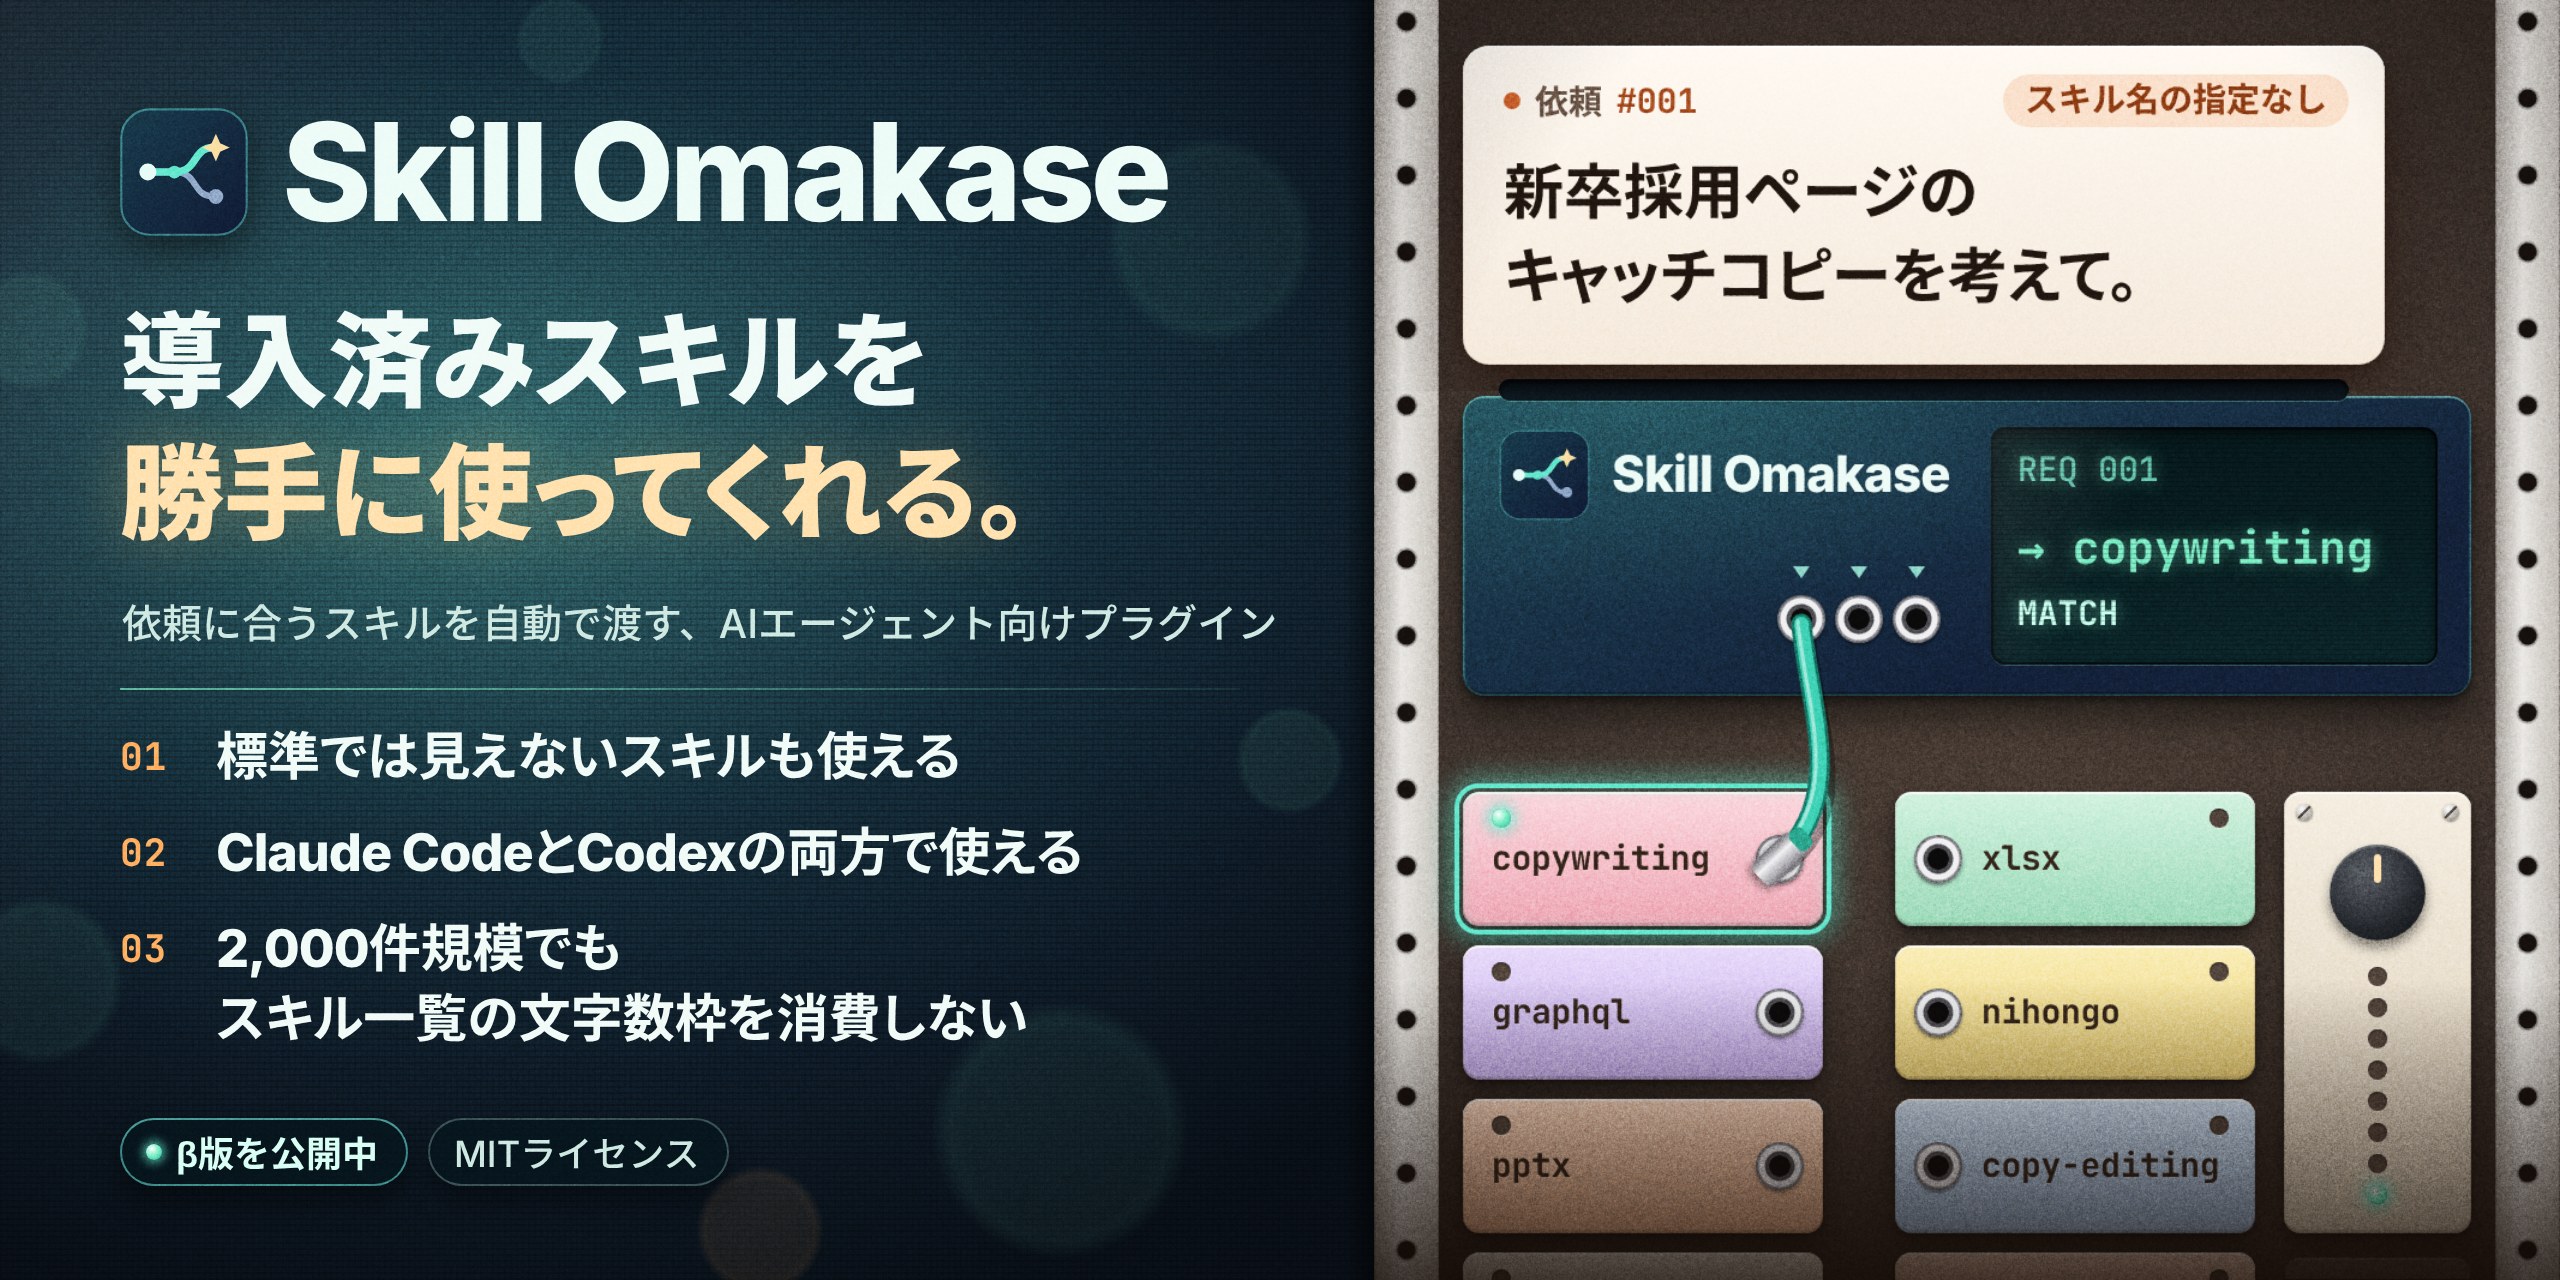 Skill Omakase
導入済みスキルを
勝手に使ってくれる。
依頼に合うスキルを自動で渡す、AIエージェント向けプラグイン
01 標準では見えないスキルも使える
02 Claude CodeとCodexの両方で使える
03 2,000件規模でも
スキル一覧の文字数枠を消費しない
β版を公開中
MITライセンス
依頼 #001
スキル名の指定なし
新卒採用ページの
キャッチコピーを考えて。
Skill Omakase
REQ 001
→ copywriting
MATCH
copywriting
xlsx
graphql
nihongo
pptx
copy-editing